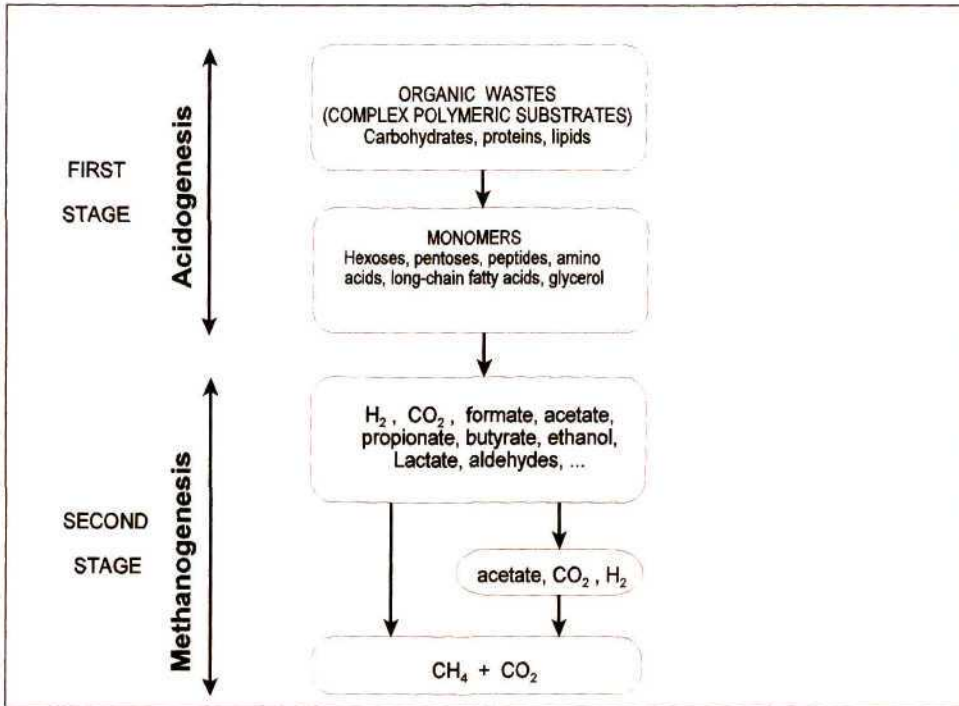 FIRST
STAGE
Acidogenesis
ORGANIC WASTES
(COMPLEX POLYMERIC SUBSTRATES)
Carbohydrates, proteins, lipids
MONOMERS
Hexoses, pentoses, peptides, amino
acids, long-chain fatty acids, glycerol
SECOND
STAGE
Methanogenesis
H₂ , CO₂ , formate, acetate,
propionate, butyrate, ethanol,
Lactate, aldehydes, ...
acetate, CO₂ , H₂
CH₄ + CO₂